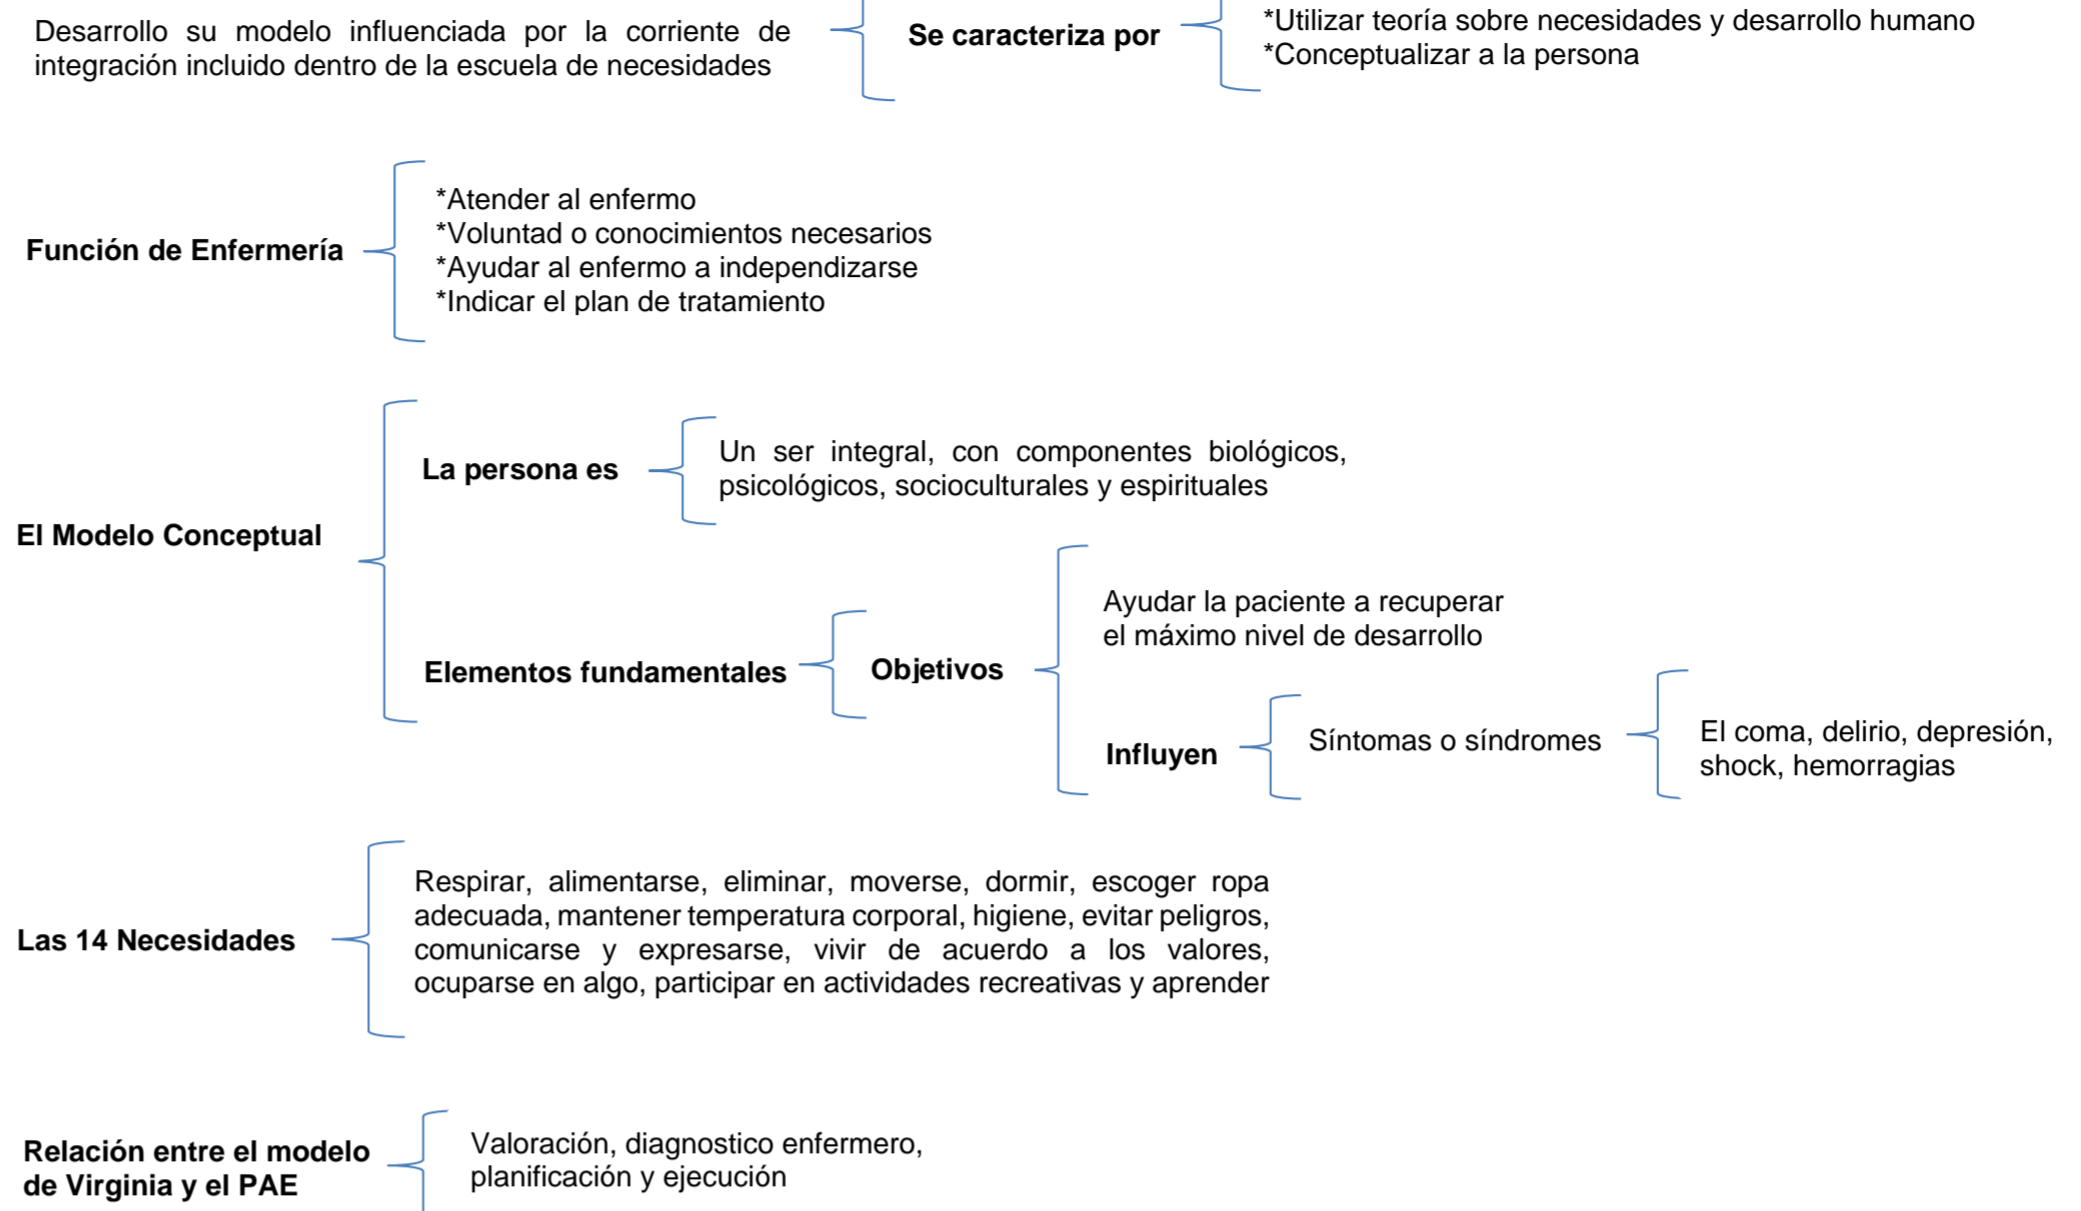 Desarrollo su modelo influenciada por la corriente de
integración incluido dentro de la escuela de necesidades
Se caracteriza por
*Utilizar teoría sobre necesidades y desarrollo humano
*Conceptualizar a la persona
Función de Enfermería
*Atender al enfermo
*Voluntad o conocimientos necesarios
*Ayudar al enfermo a independizarse
*Indicar el plan de tratamiento
El Modelo Conceptual
La persona es
Un ser integral, con componentes biológicos,
psicológicos, socioculturales y espirituales
Elementos fundamentales
Objetivos
Ayudar la paciente a recuperar
el máximo nivel de desarrollo
Influyen
Síntomas o síndromes
El coma, delirio, depresión,
shock, hemorragias
Las 14 Necesidades
Respirar, alimentarse, eliminar, moverse, dormir, escoger ropa
adecuada, mantener temperatura corporal, higiene, evitar peligros,
comunicarse y expresarse, vivir de acuerdo a los valores,
ocuparse en algo, participar en actividades recreativas y aprender
Relación entre el modelo
de Virginia y el PAE
Valoración, diagnostico enfermero,
planificación y ejecución